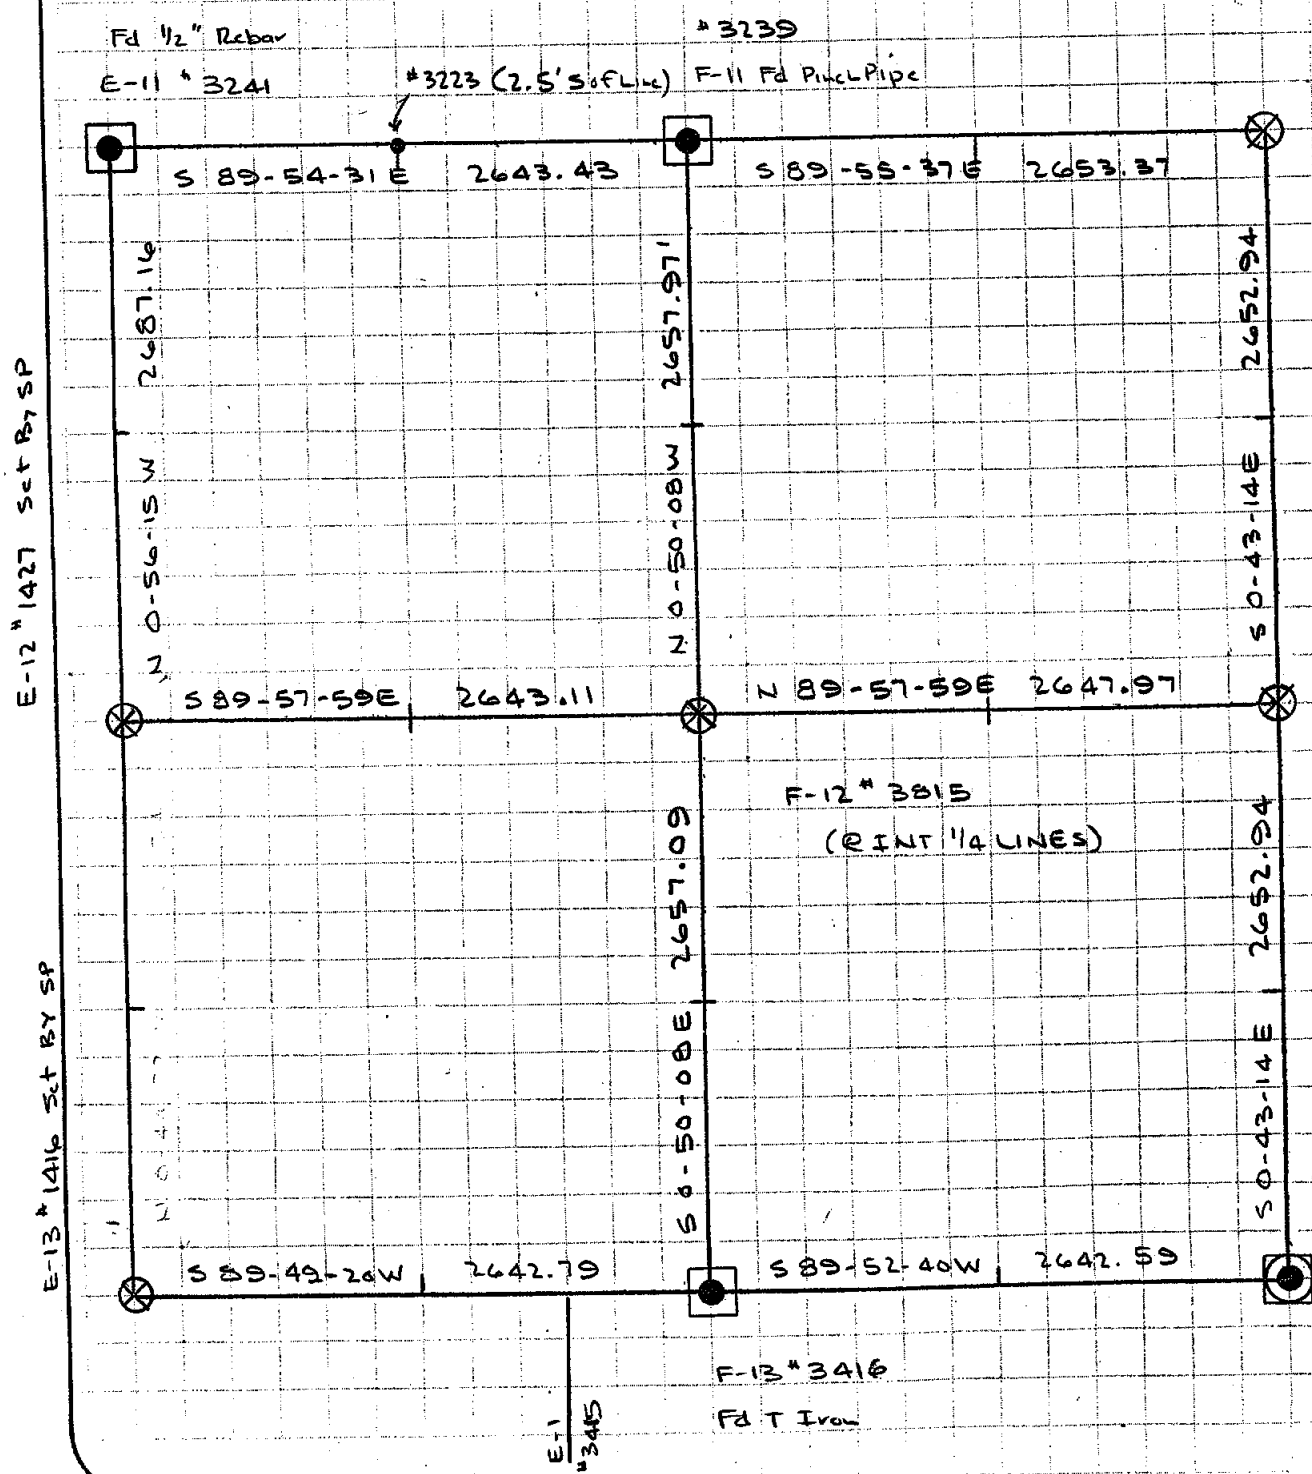 Fd 1/2" Rebar
E-11 #3241
#3223 (2.5' S of Line)
#3239
F-11 Fd Pinch Pipe
S 89-54-31 E 2643.43
S 89-55-37 E 2653.37
2687.16
N 0-56-15 W
2657.97'
N 0-50-08 W
2652.94
S 0-43-14 E
E-12 #1427 Set By SP
S 89-57-59 E 2643.11
N 89-57-59 E 2647.97
F-12 #3815
(@ INT 1/4 LINES)
2657.09
S 0-50-08 E
2652.94
S 0-43-14 E
E-13 #1416 Set BY SP
S 89-49-20 W 2642.79
S 89-52-40 W 2642.59
F-13 #3416
Fd T Iron
E-1
#3415